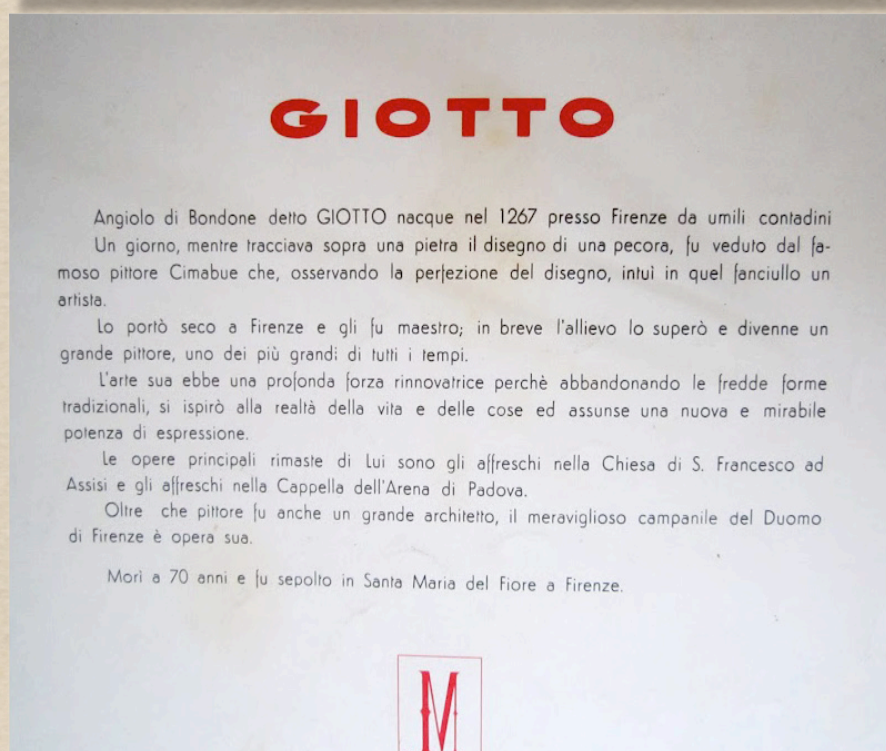 GIOTTO
Angiolo di Bondone detto GIOTTO nacque nel 1267 presso Firenze da umili contadini
Un giorno, mentre tracciava sopra una pietra il disegno di una pecora, fu veduto dal fa-
moso pittore Cimabue che, osservando la perfezione del disegno, intuì in quel fanciullo un
artista.
Lo portò seco a Firenze e gli fu maestro; in breve l'allievo lo superò e divenne un
grande pittore, uno dei più grandi di tutti i tempi.
L'arte sua ebbe una profonda forza rinnovatrice perchè abbandonando le fredde forme
tradizionali, si ispirò alla realtà della vita e delle cose ed assunse una nuova e mirabile
potenza di espressione.
Le opere principali rimaste di Lui sono gli affreschi nella Chiesa di S. Francesco ad
Assisi e gli affreschi nella Cappella dell'Arena di Padova.
Oltre che pittore fu anche un grande architetto, il meraviglioso campanile del Duomo
di Firenze è opera sua.
Morì a 70 anni e fu sepolto in Santa Maria del Fiore a Firenze.
M